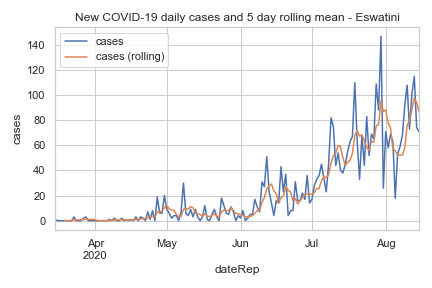 New COVID-19 daily cases and 5 day rolling mean - Eswatini
cases
cases (rolling)
140
120
100
80
60
40
20
0
cases
Apr
2020
May
Jun
Jul
Aug
dateRep